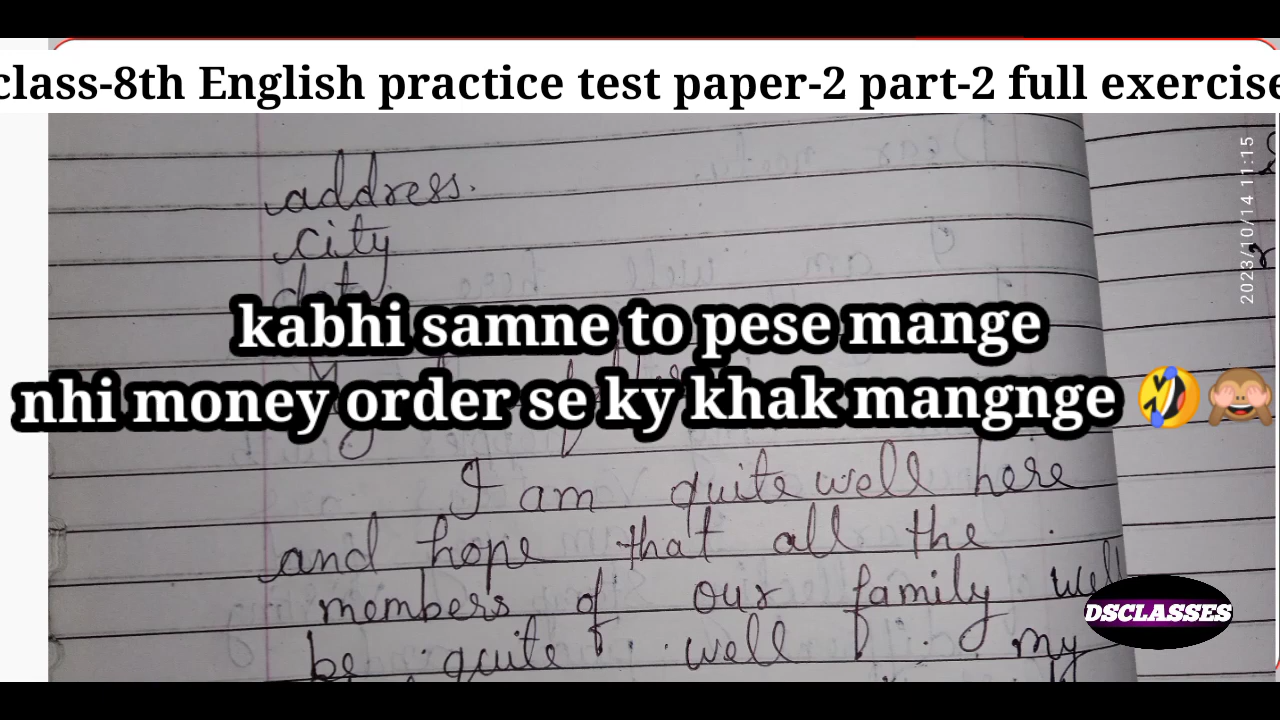 class-8th English practice test paper-2 part-2 full exercise
2023/10/14 11:15
address.
city
kabhi samne to pese mange
nhi money order se ky khak mangnge 🤣🙈
I am quite well here
and hope that all the
members of our family well
be quite well. my
DSCLASSES